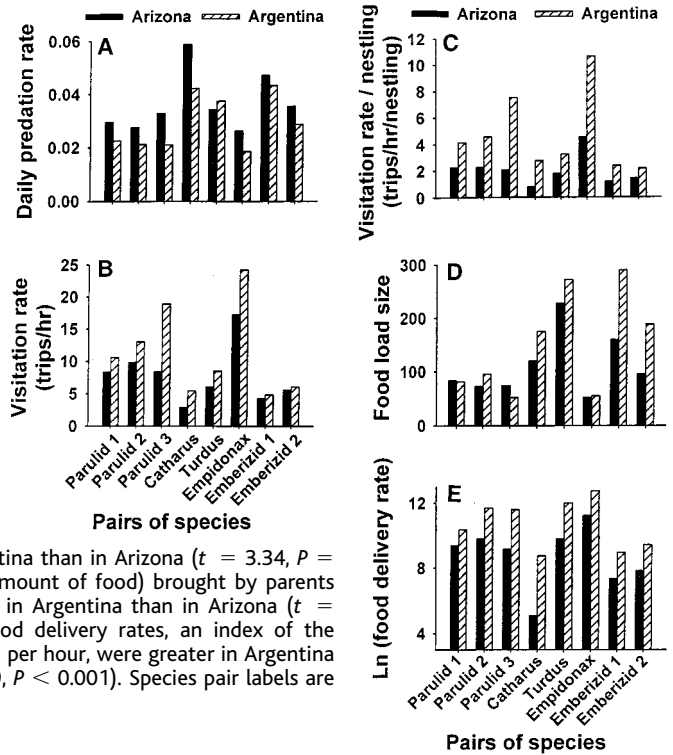 Arizona Argentina
A
Daily predation rate
0.06
0.04
0.02
0.00
B
Visitation rate
(trips/hr)
25
20
15
10
5
0
Parulid 1
Parulid 2
Parulid 3
Catharus
Turdus
Empidonax
Emberizid 1
Emberizid 2
Pairs of species
Arizona Argentina
C
Visitation rate / nestling
(trips/hr/nestling)
12
10
8
6
4
2
0
D
Food load size
300
200
100
0
E
Ln (food delivery rate)
12
8
4
Parulid 1
Parulid 2
Parulid 3
Catharus
Turdus
Empidonax
Emberizid 1
Emberizid 2
Pairs of species
tina than in Arizona (t = 3.34, P =
mount of food) brought by parents
in Argentina than in Arizona (t =
ood delivery rates, an index of the
per hour, were greater in Argentina
, P < 0.001). Species pair labels are